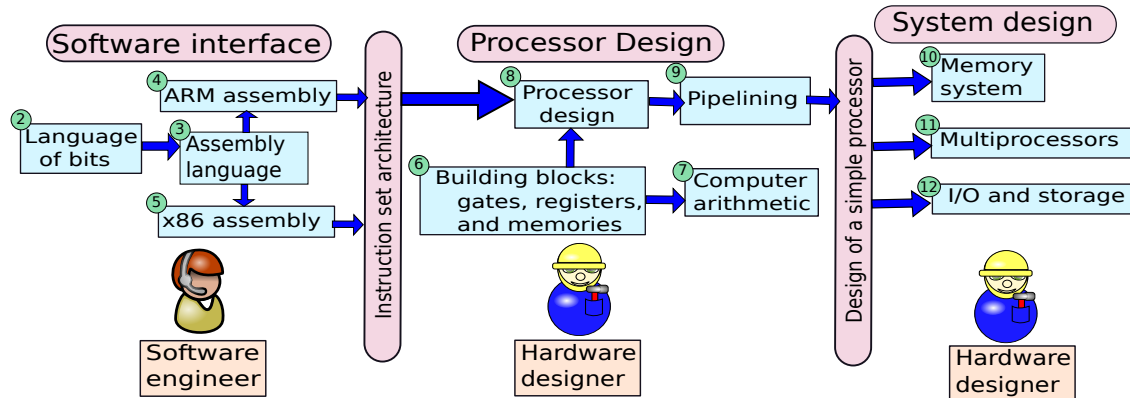 Software interface
Processor Design
System design
4
ARM assembly
2
Language
of bits
3
Assembly
language
5
x86 assembly
Software
engineer
Instruction set architecture
8
Processor
design
9
Pipelining
6
Building blocks:
gates, registers,
and memories
7
Computer
arithmetic
Hardware
designer
Design of a simple processor
10
Memory
system
11
Multiprocessors
12
I/O and storage
Hardware
designer